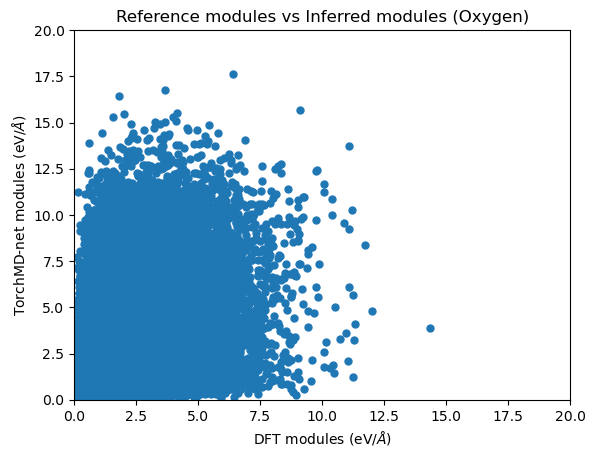 Reference modules vs Inferred modules (Oxygen)
20.0
17.5
15.0
12.5
10.0
7.5
5.0
2.5
0.0
TorchMD-net modules (eV/Å)
0.0 2.5 5.0 7.5 10.0 12.5 15.0 17.5 20.0
DFT modules (eV/Å)